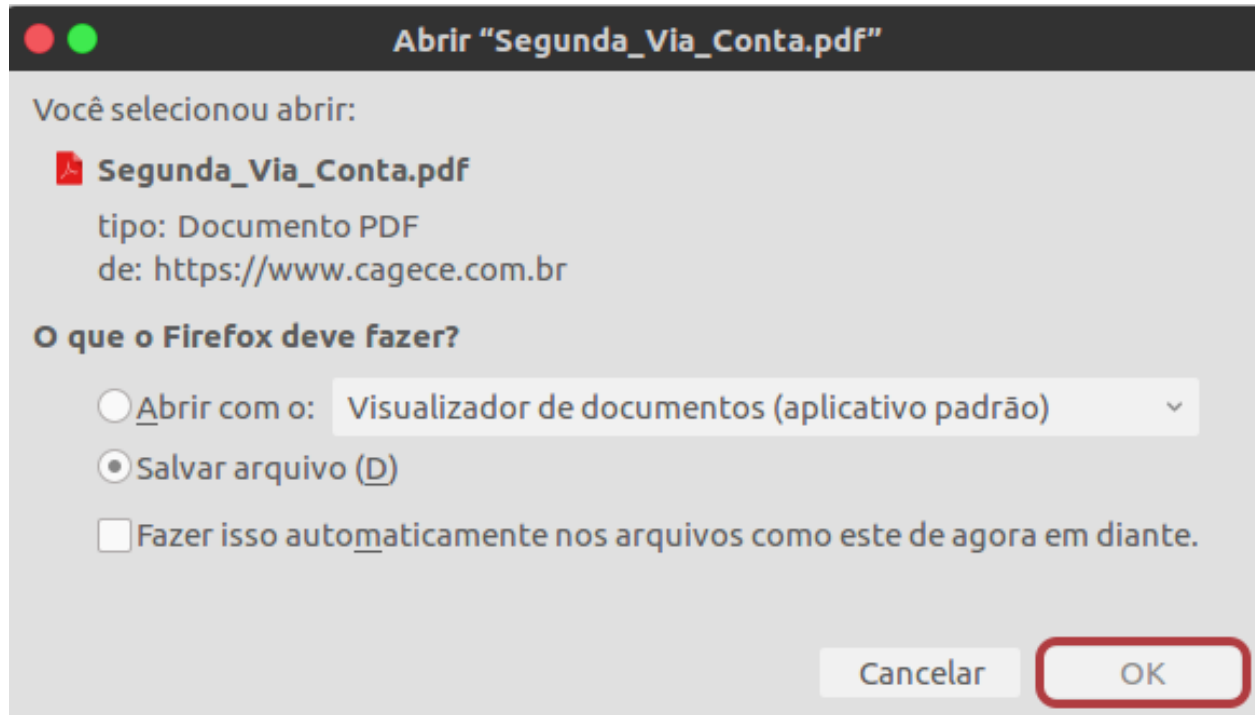 Abrir “Segunda_Via_Conta.pdf”
Você selecionou abrir:
Segunda_Via_Conta.pdf
tipo: Documento PDF
de: https://www.cagece.com.br
O que o Firefox deve fazer?
Abrir com o: Visualizador de documentos (aplicativo padrão)
Salvar arquivo (D)
Fazer isso automaticamente nos arquivos como este de agora em diante.
Cancelar OK